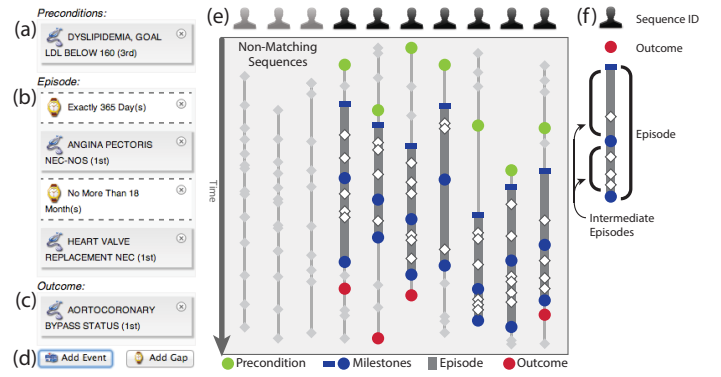 Preconditions:
(a)
DYSLIPIDEMIA, GOAL
LDL BELOW 160 (3rd)
Episode:
(b)
Exactly 365 Day(s)
ANGINA PECTORIS
NEC-NOS (1st)
No More Than 18
Month(s)
HEART VALVE
REPLACEMENT NEC (1st)
Outcome:
(c)
AORTOCORONARY
BYPASS STATUS (1st)
(d)
Add Event
Add Gap
(e)
Non-Matching
Sequences
Time
Precondition
Milestones
Episode
Outcome
(f)
Sequence ID
Outcome
Episode
Intermediate
Episodes